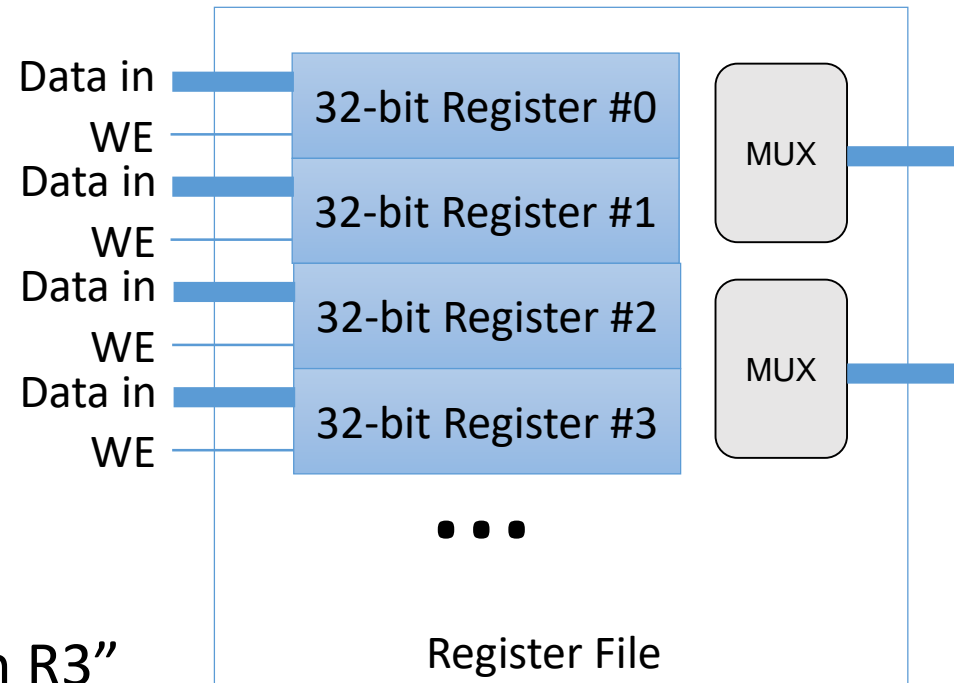 Data in
32-bit Register #0
WE
MUX
Data in
32-bit Register #1
WE
Data in
32-bit Register #2
WE
MUX
Data in
32-bit Register #3
WE
...
Register File
R3”